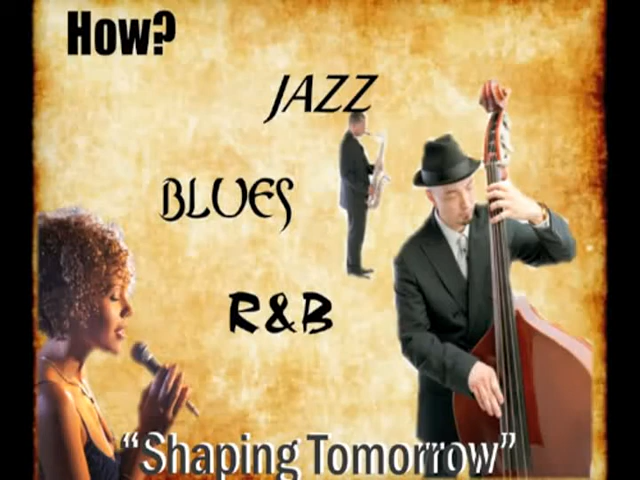 How?
JAZZ
BLUES
R&B
“Shaping Tomorrow”